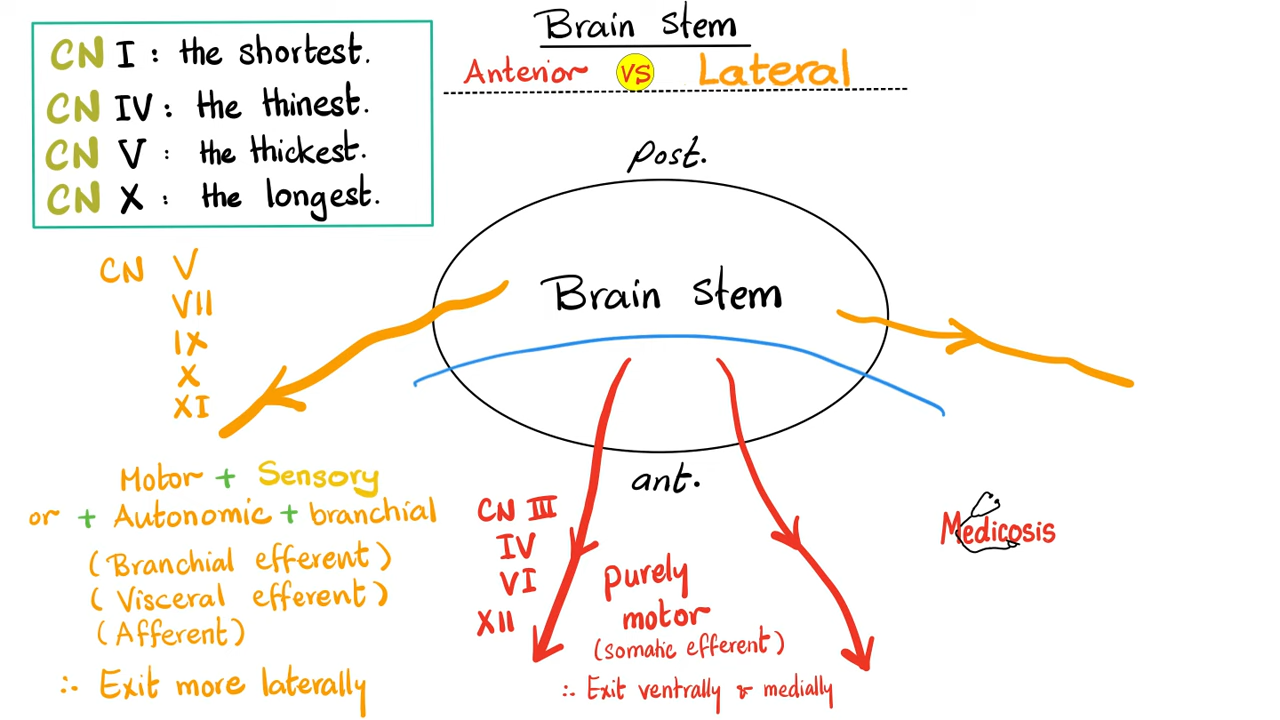 Brain Stem
Anterior VS Lateral
CN I : the shortest.
CN IV : the thinest.
CN V : the thickest.
CN X : the longest.
post.
Brain Stem
ant.
CN V
VII
IX
X
XI
Motor + Sensory
or + Autonomic + branchial
(Branchial efferent)
(Visceral efferent)
(Afferent)
∴ Exit more laterally
CN III
IV
VI
XII
purely
motor
(somatic efferent)
∴ Exit ventrally & medially
Medicosis